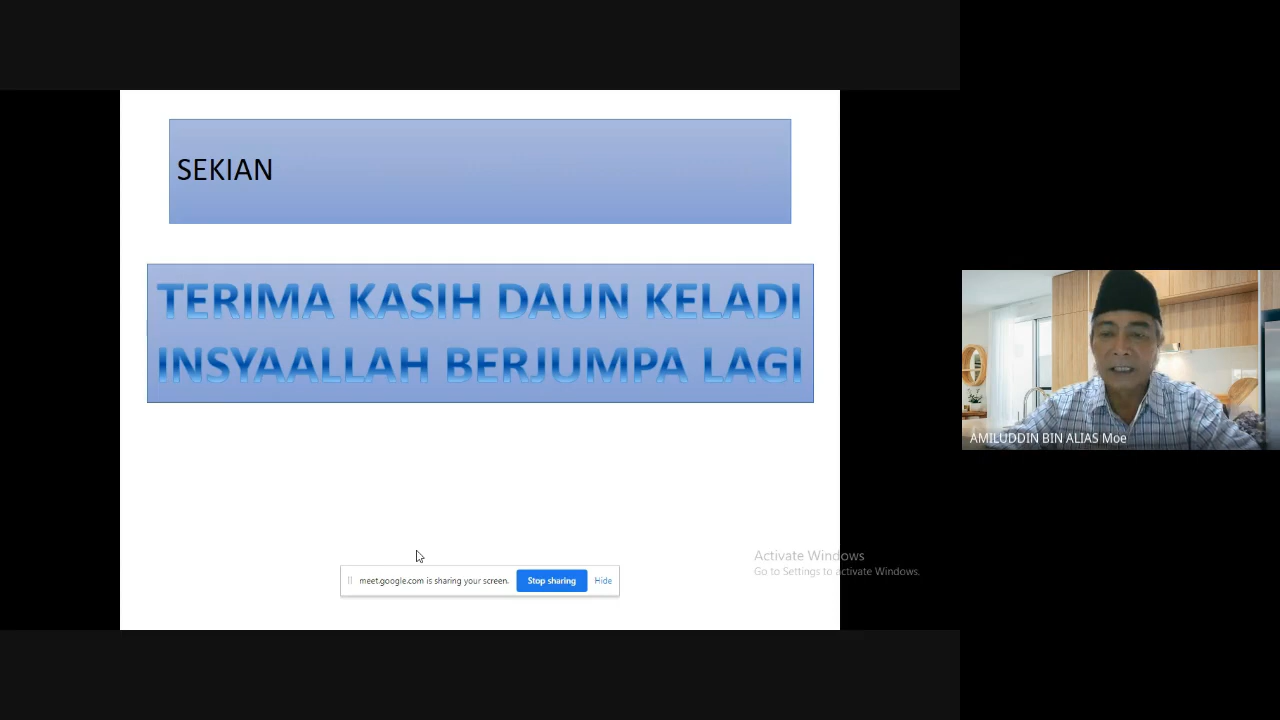 SEKIAN
TERIMA KASIH DAUN KELADI
INSYAALLAH BERJUMPA LAGI
AMILUDDIN BIN ALIAS Moe
Activate Windows
Go to Settings to activate Windows.
meet.google.com is sharing your screen. Stop sharing Hide